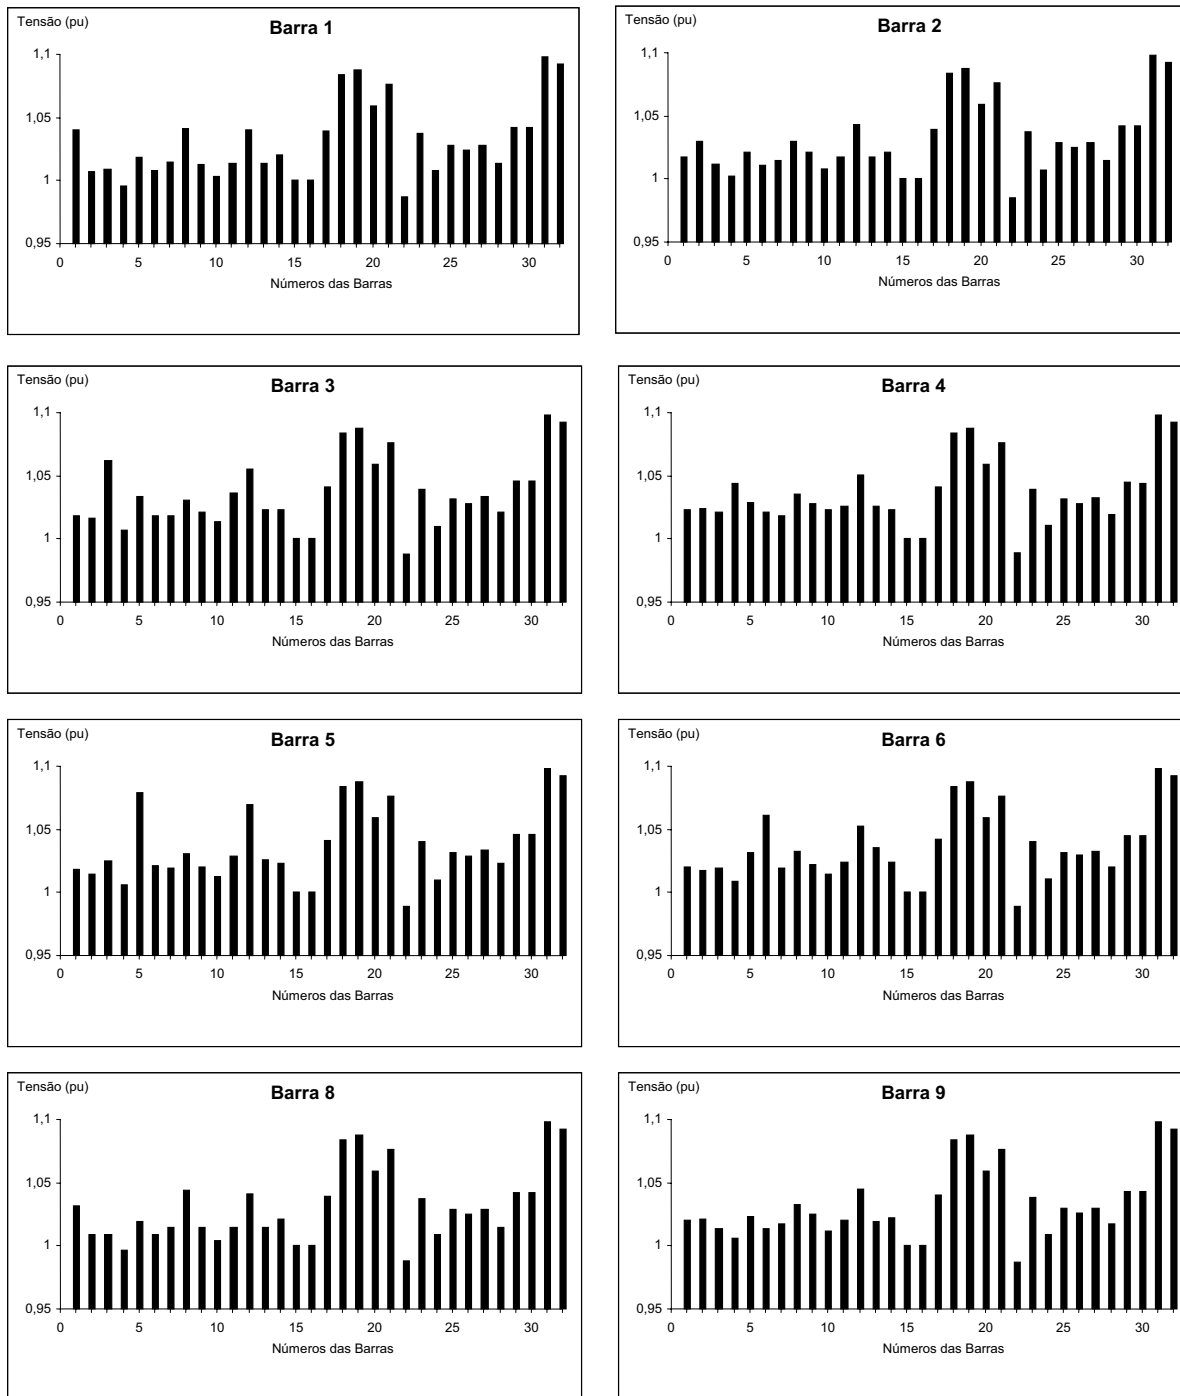 Tensão (pu)
Barra 1
1,1
1,05
1
0,95
0 5 10 15 20 25 30
Números das Barras
Tensão (pu)
Barra 2
1,1
1,05
1
0,95
0 5 10 15 20 25 30
Números das Barras
Tensão (pu)
Barra 3
1,1
1,05
1
0,95
0 5 10 15 20 25 30
Números das Barras
Tensão (pu)
Barra 4
1,1
1,05
1
0,95
0 5 10 15 20 25 30
Números das Barras
Tensão (pu)
Barra 5
1,1
1,05
1
0,95
0 5 10 15 20 25 30
Números das Barras
Tensão (pu)
Barra 6
1,1
1,05
1
0,95
0 5 10 15 20 25 30
Números das Barras
Tensão (pu)
Barra 8
1,1
1,05
1
0,95
0 5 10 15 20 25 30
Números das Barras
Tensão (pu)
Barra 9
1,1
1,05
1
0,95
0 5 10 15 20 25 30
Números das Barras